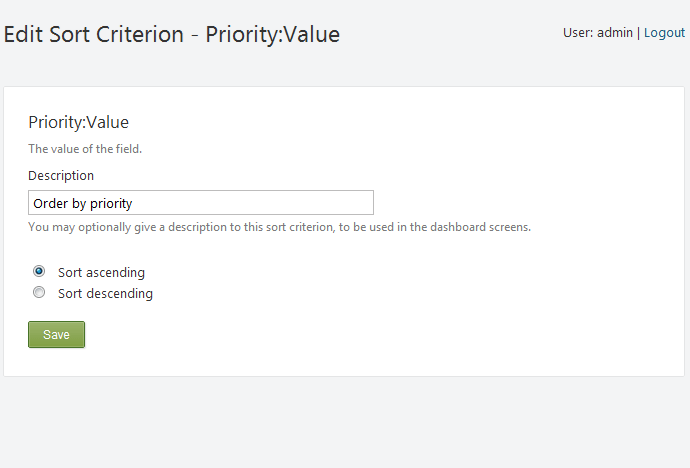 Edit Sort Criterion - Priority:Value
User: admin | Logout
Priority:Value
The value of the field.
Description
Order by priority
You may optionally give a description to this sort criterion, to be used in the dashboard screens.
Sort ascending
Sort descending
Save